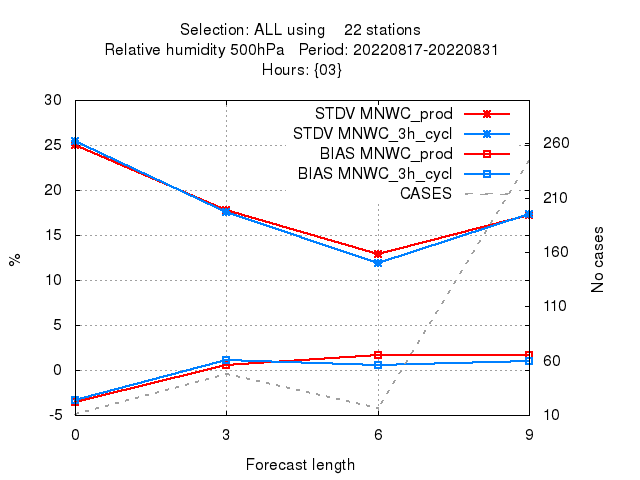 Selection: ALL using    22 stations
Relative humidity 500hPa   Period: 20220817-20220831
Hours: {03}
30
25
20
15
10
5
0
-5
%
STDV MNWC_prod
STDV MNWC_3h_cycl
BIAS MNWC_prod
BIAS MNWC_3h_cycl
CASES
260
210
160
110
60
10
No cases
0 3 6 9
Forecast length